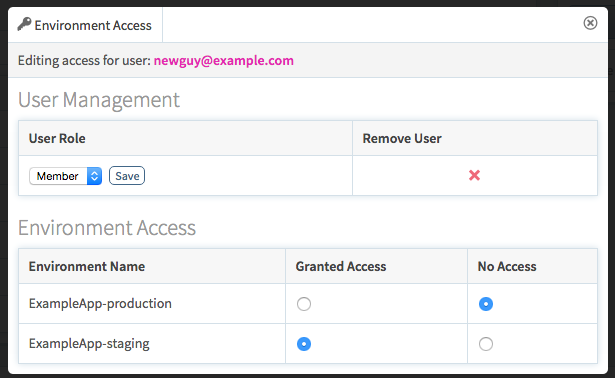 Environment Access
Editing access for user: newguy@example.com
User Management
User Role Remove User
Member Save
Environment Access
Environment Name Granted Access No Access
ExampleApp-production
ExampleApp-staging